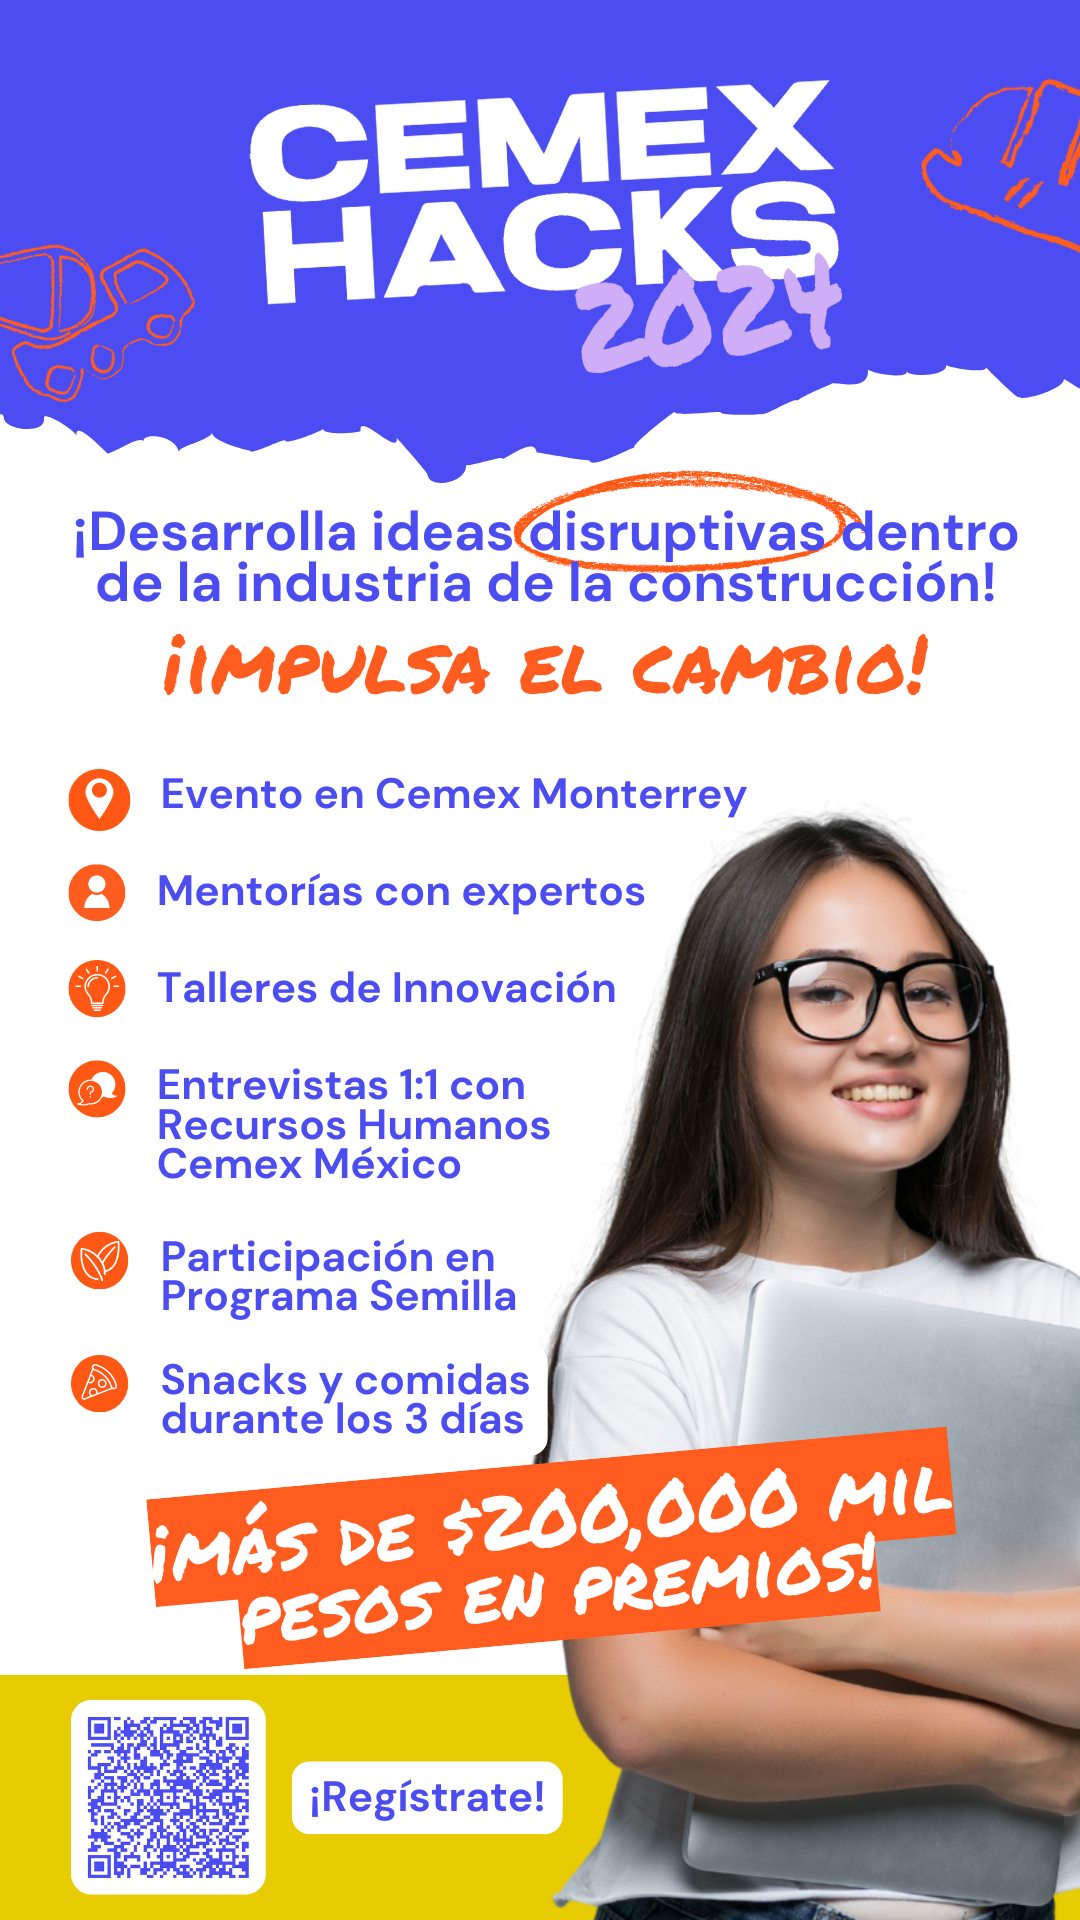 CEMEX
HACKS
2024
¡Desarrolla ideas disruptivas dentro
de la industria de la construcción!
¡IMPULSA EL CAMBIO!
Evento en Cemex Monterrey
Mentorías con expertos
Talleres de Innovación
Entrevistas 1:1 con
Recursos Humanos
Cemex México
Participación en
Programa Semilla
Snacks y comidas
durante los 3 días
¡MÁS DE $200,000 MIL
PESOS EN PREMIOS!
¡Regístrate!